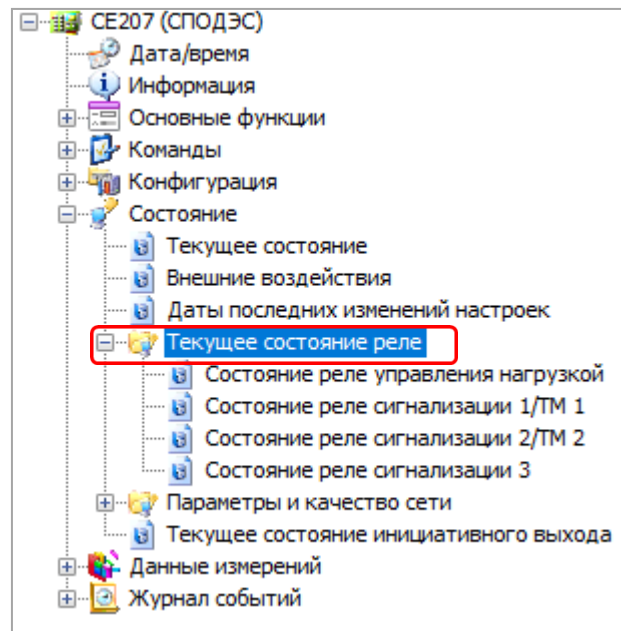 CE207 (СПОДЭС)
Дата/время
Информация
Основные функции
Команды
Конфигурация
Состояние
Текущее состояние
Внешние воздействия
Даты последних изменений настроек
Текущее состояние реле
Состояние реле управления нагрузкой
Состояние реле сигнализации 1/ТМ 1
Состояние реле сигнализации 2/ТМ 2
Состояние реле сигнализации 3
Параметры и качество сети
Текущее состояние инициативного выхода
Данные измерений
Журнал событий